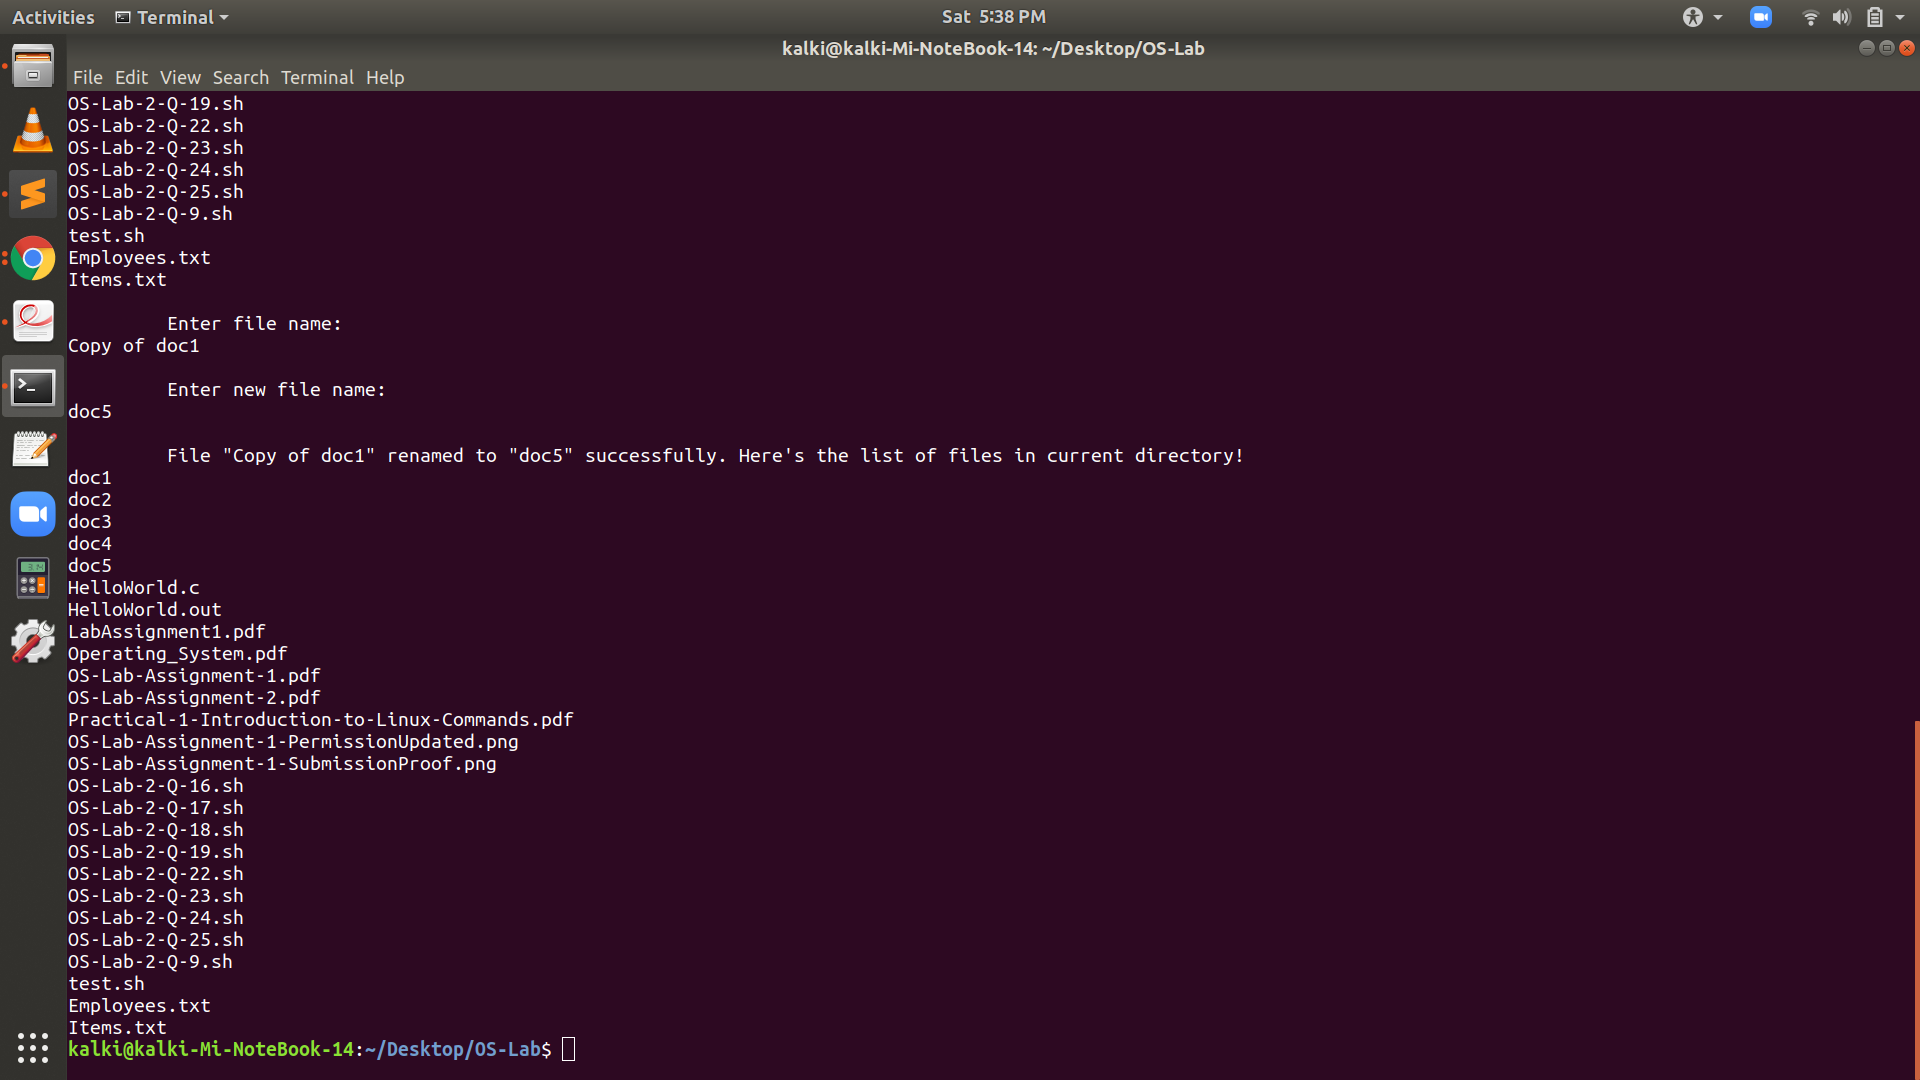 Activities Terminal Sat 5:38 PM
kalki@kalki-Mi-NoteBook-14: ~/Desktop/OS-Lab
File Edit View Search Terminal Help
OS-Lab-2-Q-19.sh
OS-Lab-2-Q-22.sh
OS-Lab-2-Q-23.sh
OS-Lab-2-Q-24.sh
OS-Lab-2-Q-25.sh
OS-Lab-2-Q-9.sh
test.sh
Employees.txt
Items.txt
Enter file name:
Copy of doc1
Enter new file name:
doc5
File "Copy of doc1" renamed to "doc5" successfully. Here's the list of files in current directory!
doc1
doc2
doc3
doc4
doc5
HelloWorld.c
HelloWorld.out
LabAssignment1.pdf
Operating_System.pdf
OS-Lab-Assignment-1.pdf
OS-Lab-Assignment-2.pdf
Practical-1-Introduction-to-Linux-Commands.pdf
OS-Lab-Assignment-1-PermissionUpdated.png
OS-Lab-Assignment-1-SubmissionProof.png
OS-Lab-2-Q-16.sh
OS-Lab-2-Q-17.sh
OS-Lab-2-Q-18.sh
OS-Lab-2-Q-19.sh
OS-Lab-2-Q-22.sh
OS-Lab-2-Q-23.sh
OS-Lab-2-Q-24.sh
OS-Lab-2-Q-25.sh
OS-Lab-2-Q-9.sh
test.sh
Employees.txt
Items.txt
kalki@kalki-Mi-NoteBook-14:~/Desktop/OS-Lab$